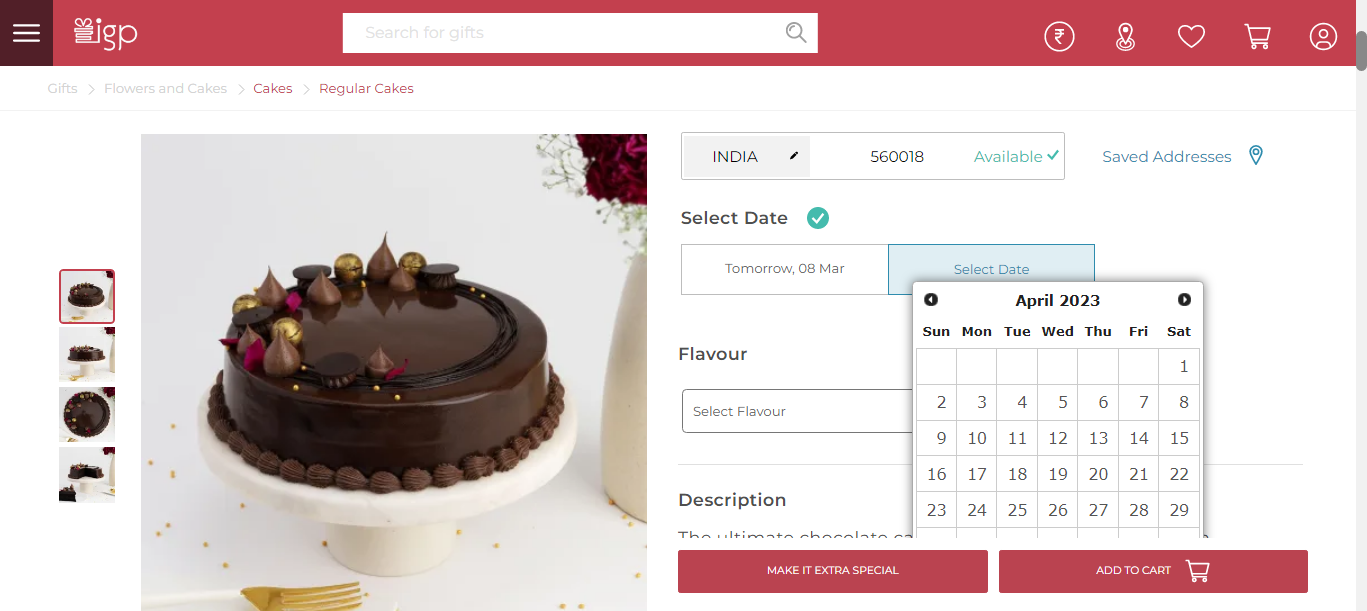 igp
Search for gifts
Gifts
Flowers and Cakes
Cakes
Regular Cakes
INDIA
560018
Available
Saved Addresses
Select Date
Tomorrow, 08 Mar
Select Date
April 2023
Sun Mon Tue Wed Thu Fri Sat
1
2 3 4 5 6 7 8
9 10 11 12 13 14 15
16 17 18 19 20 21 22
23 24 25 26 27 28 29
Flavour
Select Flavour
Description
The ultimate chocolate
MAKE IT EXTRA SPECIAL
ADD TO CART